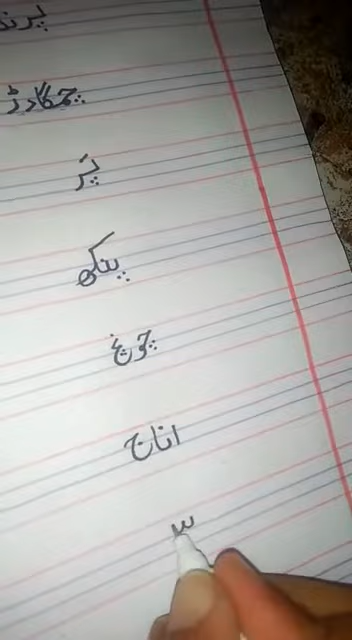 چمگادڑ
پَر
پنکھ
چونچ
اناج